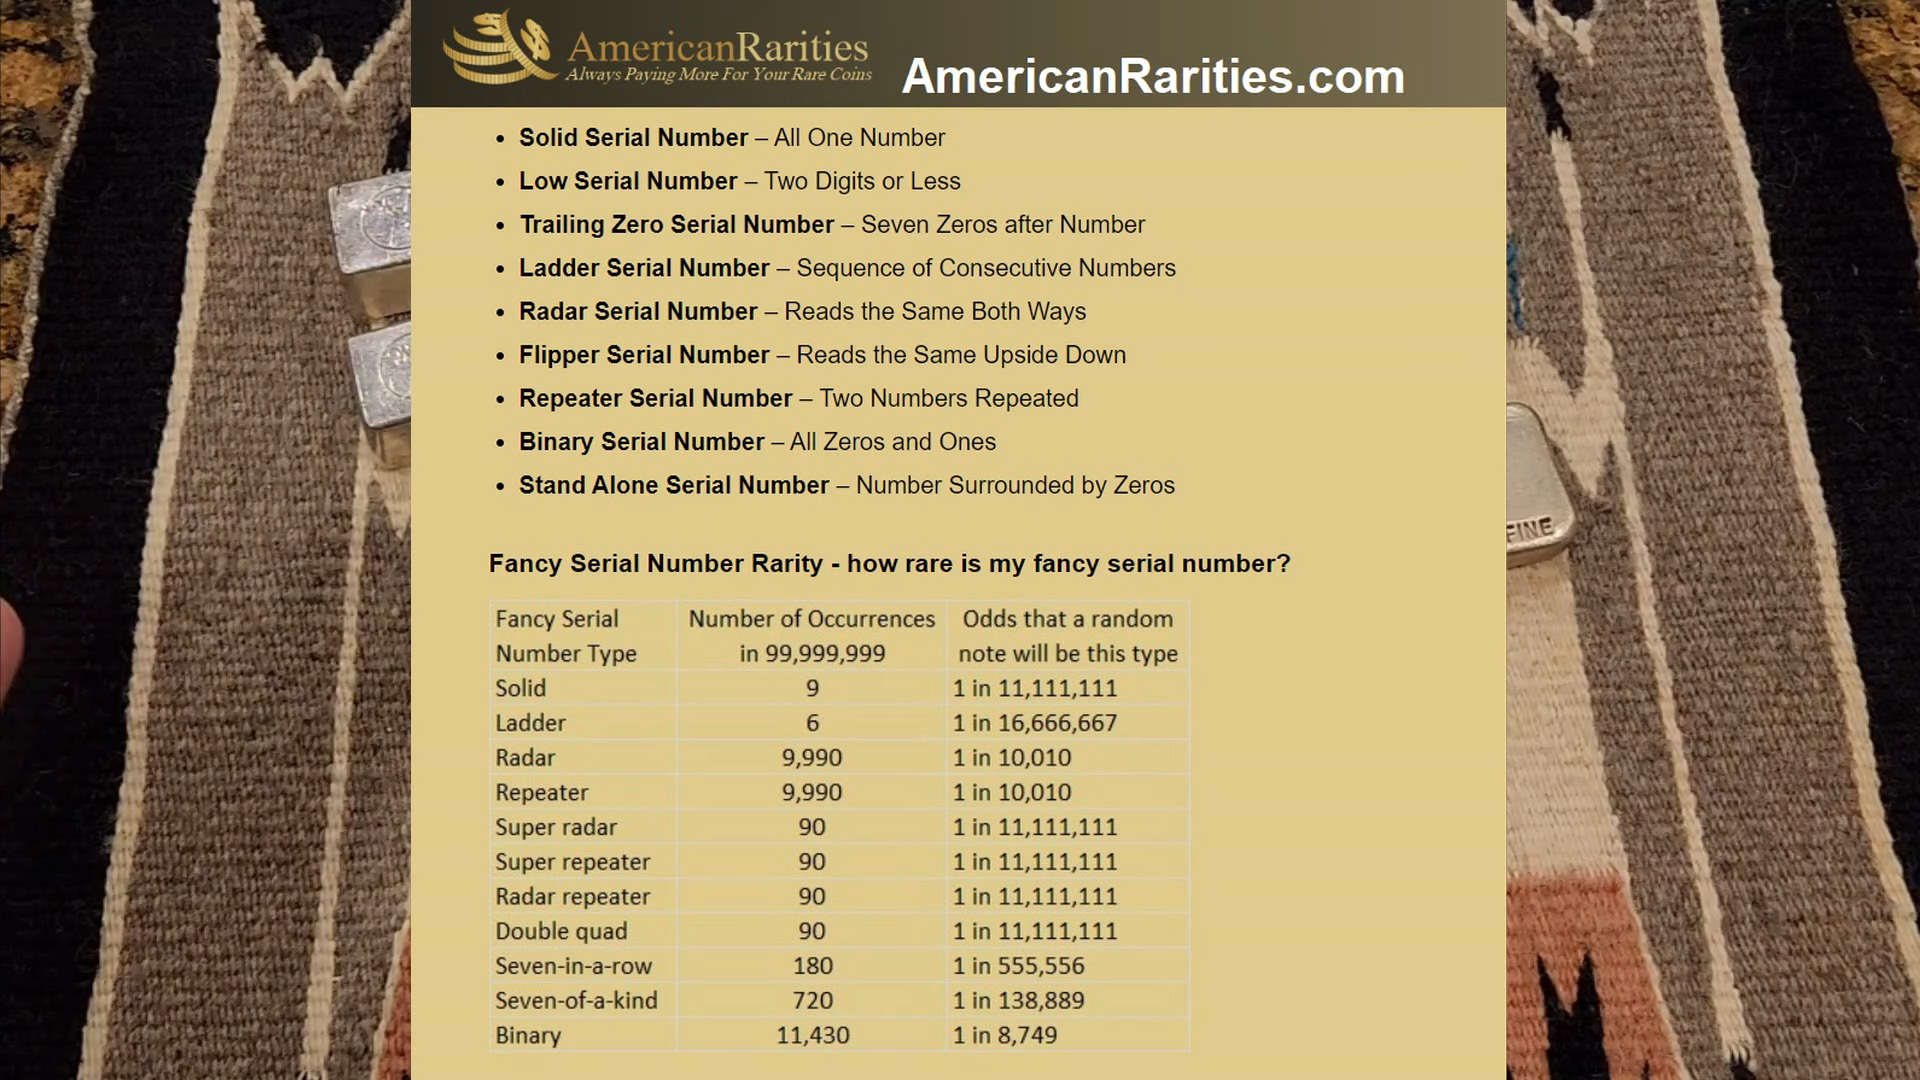 AmericanRarities
Always Paying More For Your Rare Coins
AmericanRarities.com
• Solid Serial Number – All One Number
• Low Serial Number – Two Digits or Less
• Trailing Zero Serial Number – Seven Zeros after Number
• Ladder Serial Number – Sequence of Consecutive Numbers
• Radar Serial Number – Reads the Same Both Ways
• Flipper Serial Number – Reads the Same Upside Down
• Repeater Serial Number – Two Numbers Repeated
• Binary Serial Number – All Zeros and Ones
• Stand Alone Serial Number – Number Surrounded by Zeros
FINE
Fancy Serial Number Rarity - how rare is my fancy serial number?
Fancy Serial Number of Occurrences Odds that a random
Number Type in 99,999,999 note will be this type
Solid 9 1 in 11,111,111
Ladder 6 1 in 16,666,667
Radar 9,990 1 in 10,010
Repeater 9,990 1 in 10,010
Super radar 90 1 in 11,111,111
Super repeater 90 1 in 11,111,111
Radar repeater 90 1 in 11,111,111
Double quad 90 1 in 11,111,111
Seven-in-a-row 180 1 in 555,556
Seven-of-a-kind 720 1 in 138,889
Binary 11,430 1 in 8,749